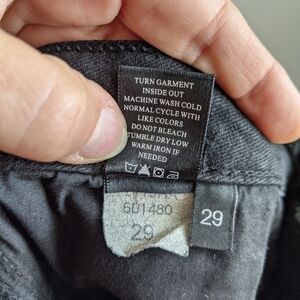 TURN GARMENT
INSIDE OUT
MACHINE WASH COLD
NORMAL CYCLE WITH
LIKE COLORS
DO NOT BLEACH
TUMBLE DRY LOW
WARM IRON IF
NEEDED
601480
29
29